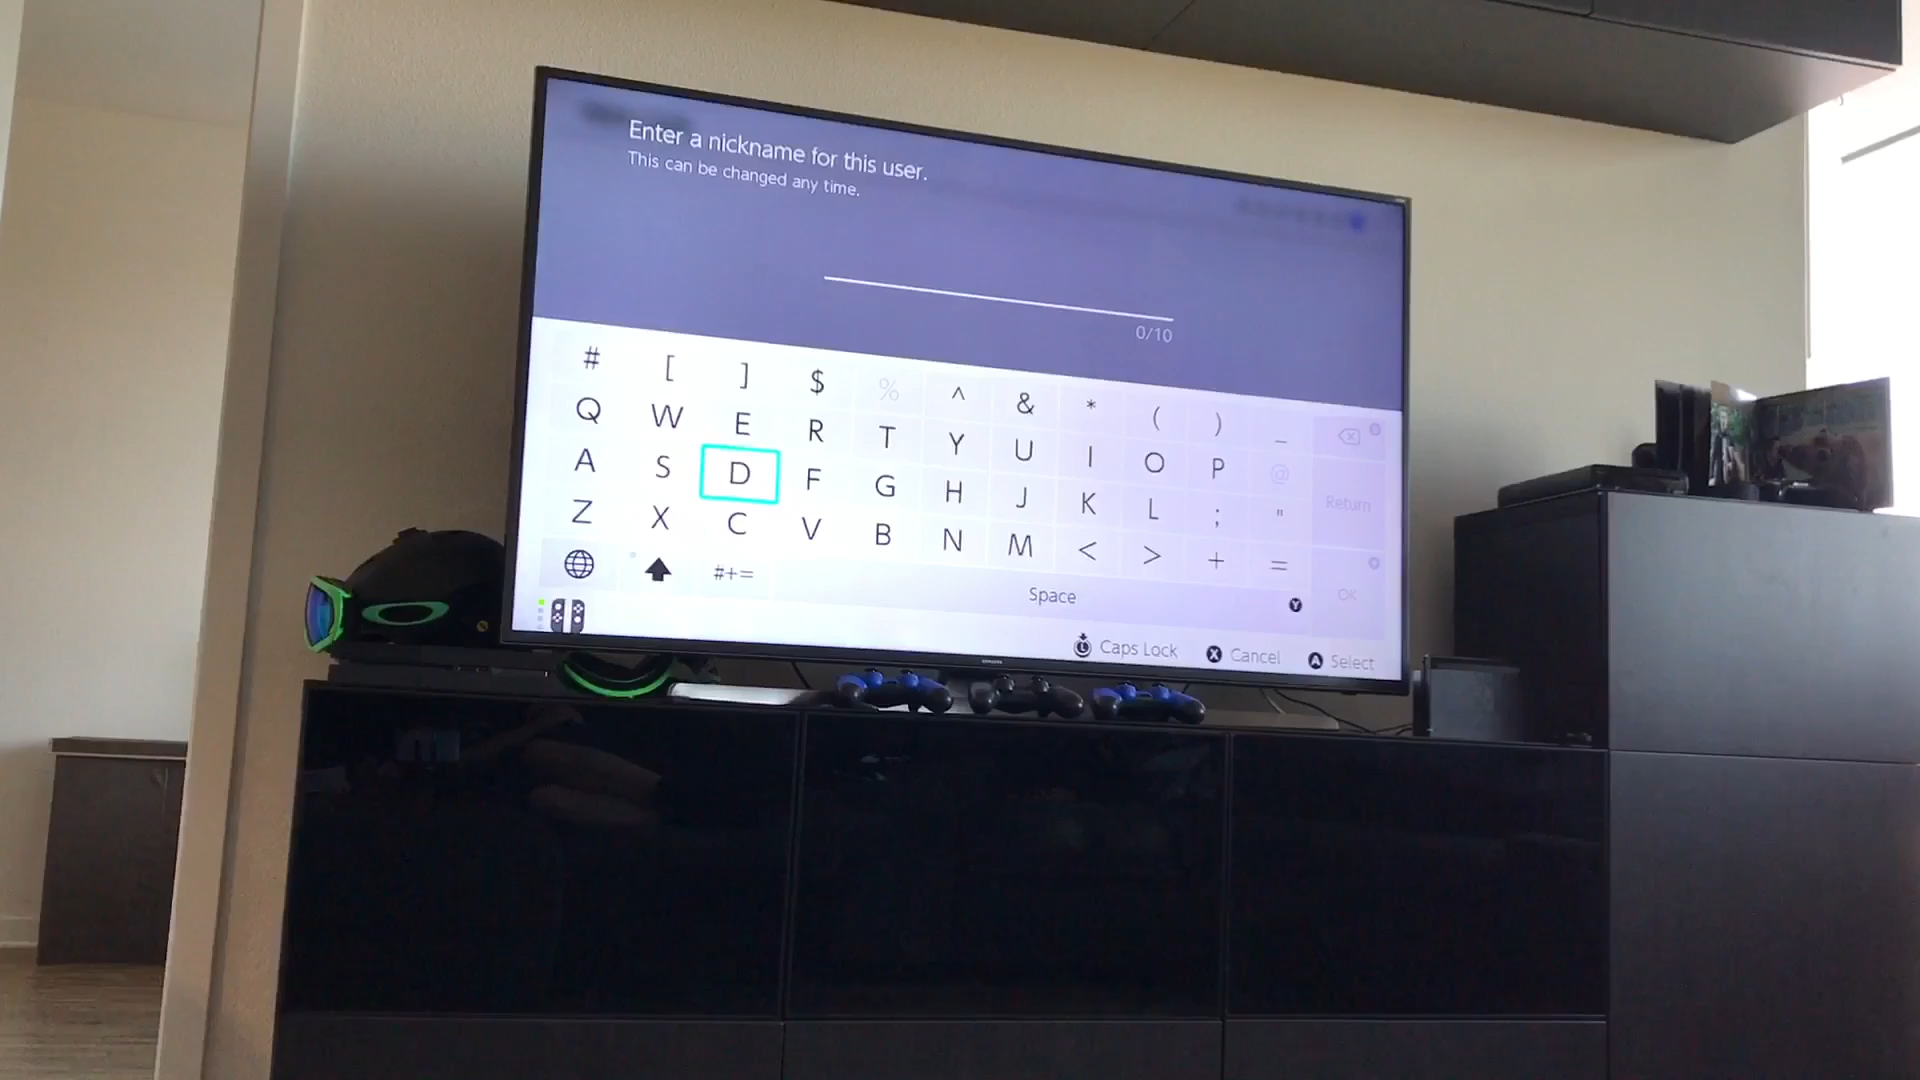 Enter a nickname for this user.
This can be changed any time.
0/10
# [ ] $ % ^ & * ( ) _
Q W E R T Y U I O P @
A S D F G H J K L ; "
Z X C V B N M < > + =
Return
OK
#+= Space Y
L Caps Lock X Cancel A Select
SAMSUNG